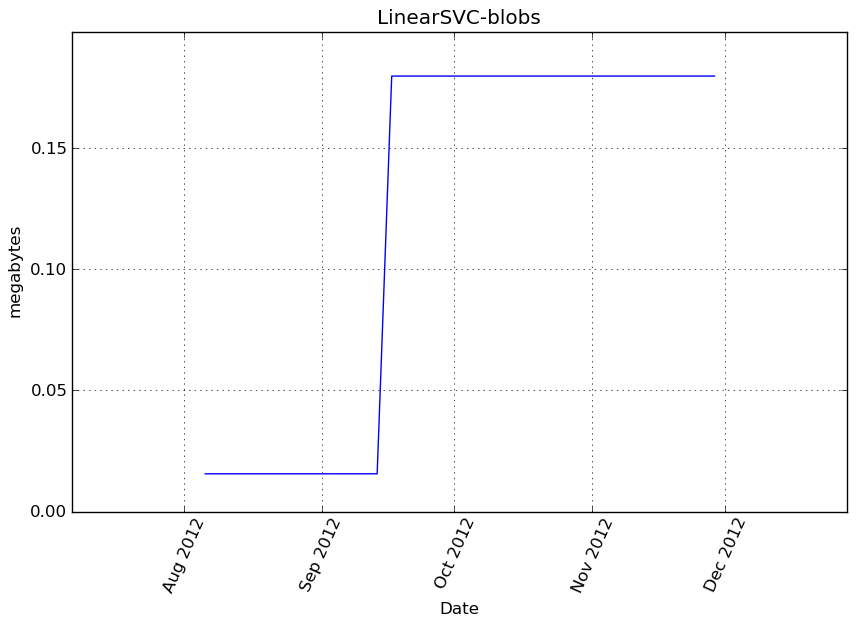 LinearSVC-blobs
megabytes
0.15
0.10
0.05
0.00
Aug 2012
Sep 2012
Oct 2012
Nov 2012
Dec 2012
Date